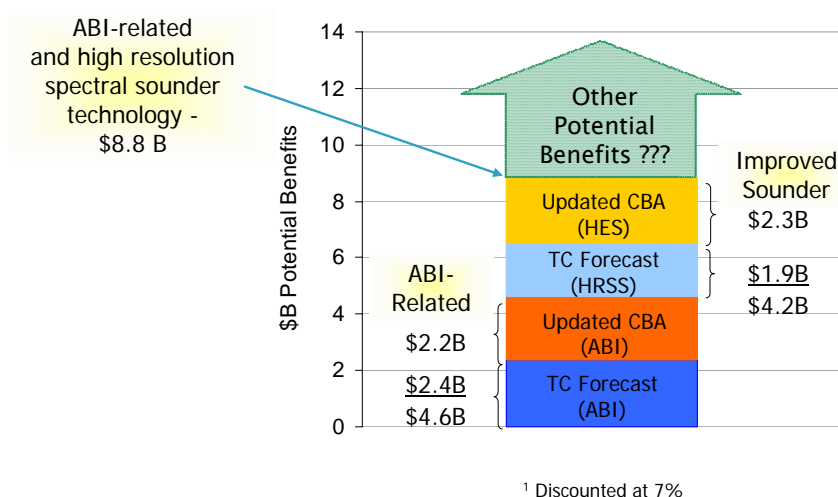 ABI-related
and high resolution
spectral sounder
technology -
$8.8 B
$B Potential Benefits
14
12
10
8
6
4
2
0
Other
Potential
Benefits ???
Updated CBA
(HES)
TC Forecast
(HRSS)
Updated CBA
(ABI)
TC Forecast
(ABI)
ABI-
Related
$2.2B
$2.4B
$4.6B
Improved
Sounder
$2.3B
$1.9B
$4.2B
1 Discounted at 7%